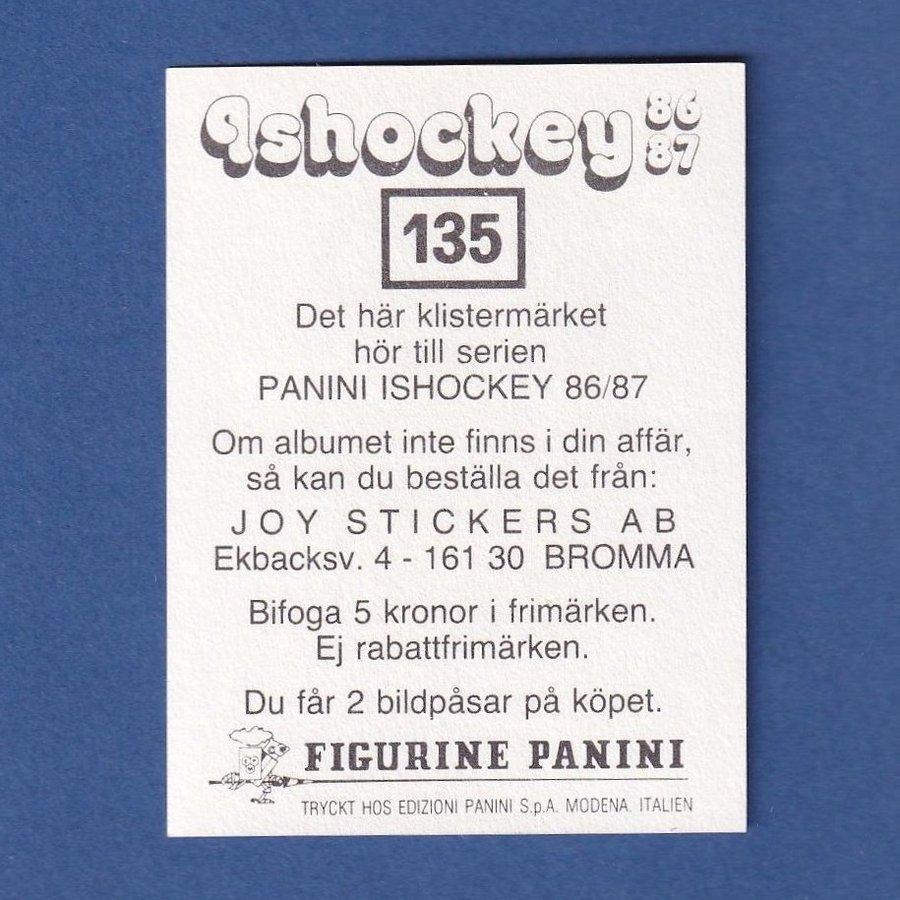 Ishockey 86
87
135
Det här klistermärket
hör till serien
PANINI ISHOCKEY 86/87
Om albumet inte finns i din affär,
så kan du beställa det från:
JOY STICKERS AB
Ekbacksv. 4 - 161 30 BROMMA
Bifoga 5 kronor i frimärken.
Ej rabattfrimärken.
Du får 2 bildpåsar på köpet.
FIGURINE PANINI
TRYCKT HOS EDIZIONI PANINI S.p.A. MODENA. ITALIEN